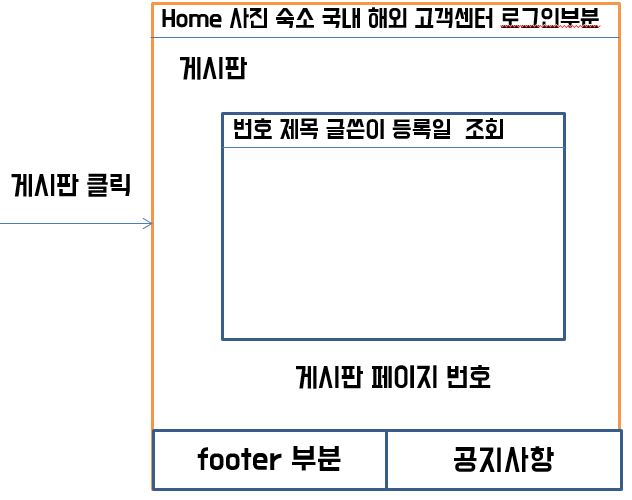 Home 사진 숙소 국내 해외 고객센터 로그인부분
게시판
번호 제목 글쓴이 등록일 조회
게시판 클릭
게시판 페이지 번호
footer 부분
공지사항